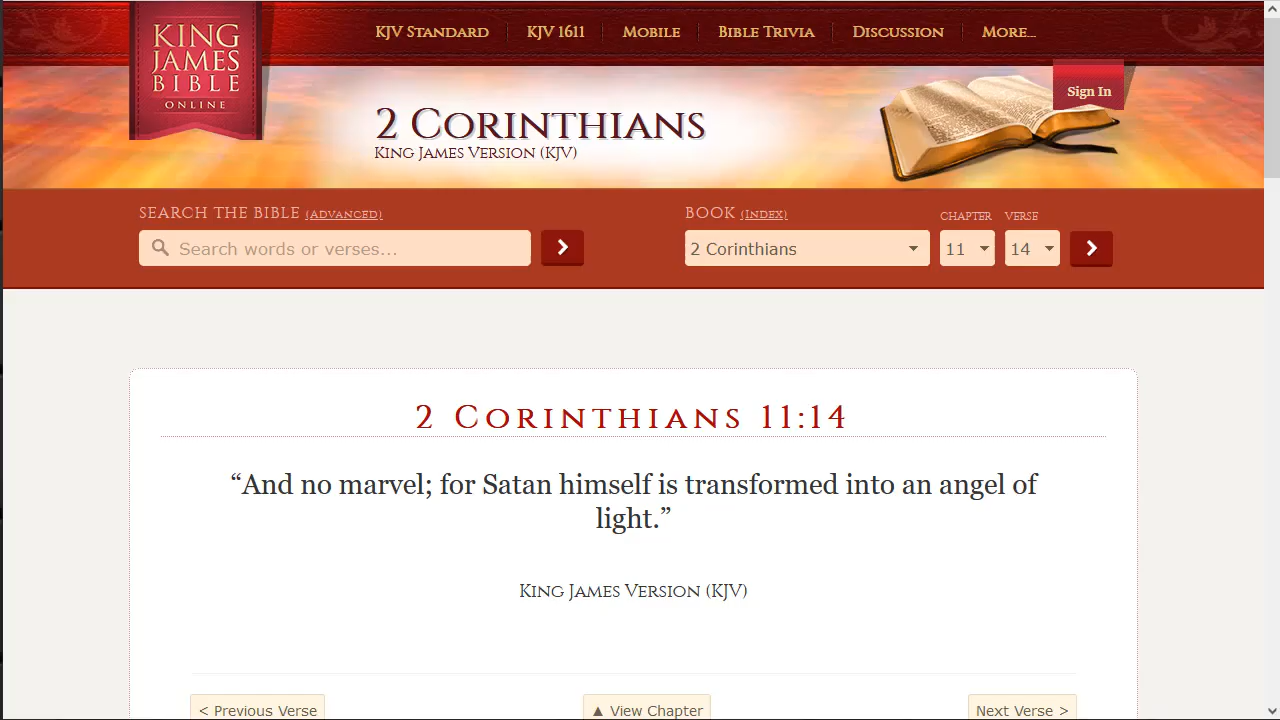 KING
JAMES
BIBLE
ONLINE
KJV Standard
KJV 1611
Mobile
Bible Trivia
Discussion
More...
Sign In
2 Corinthians
King James Version (KJV)
SEARCH THE BIBLE (Advanced)
Search words or verses...
BOOK (Index)
2 Corinthians
CHAPTER
11
VERSE
14
2 Corinthians 11:14
“And no marvel; for Satan himself is transformed into an angel of
light.”
King James Version (KJV)
< Previous Verse
▲ View Chapter
Next Verse >